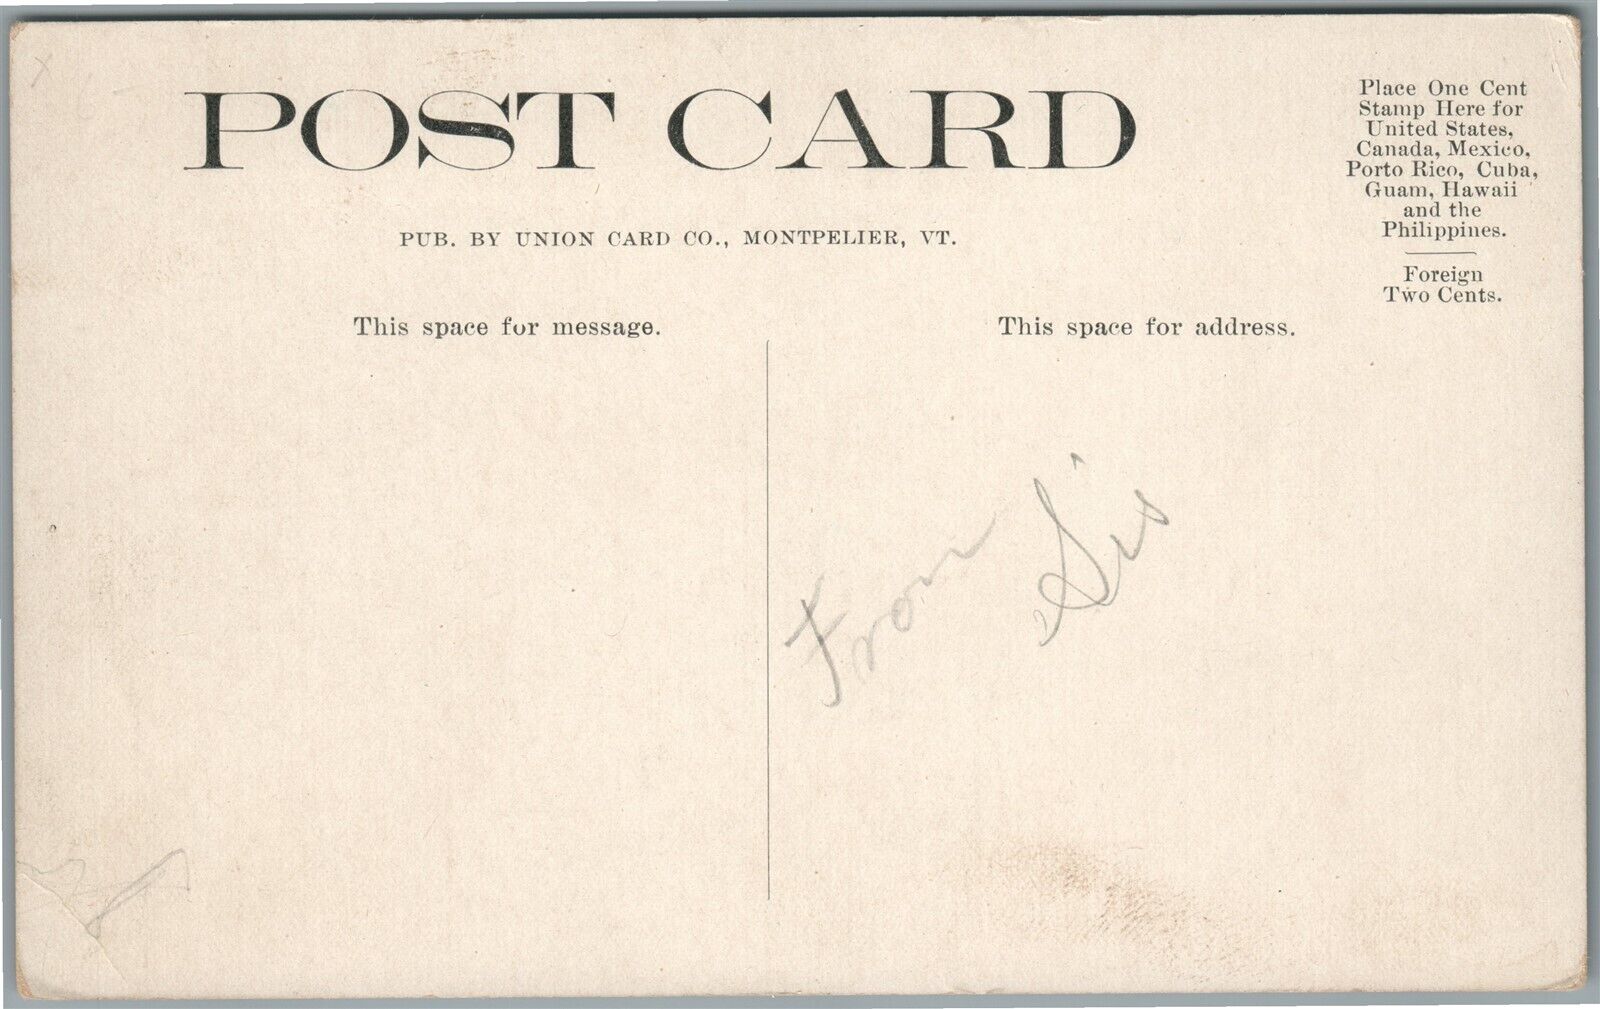 POST CARD
PUB. BY UNION CARD CO., MONTPELIER, VT.
Place One Cent
Stamp Here for
United States,
Canada, Mexico,
Porto Rico, Cuba,
Guam, Hawaii
and the
Philippines.
Foreign
Two Cents.
This space for message.
This space for address.
From Sis